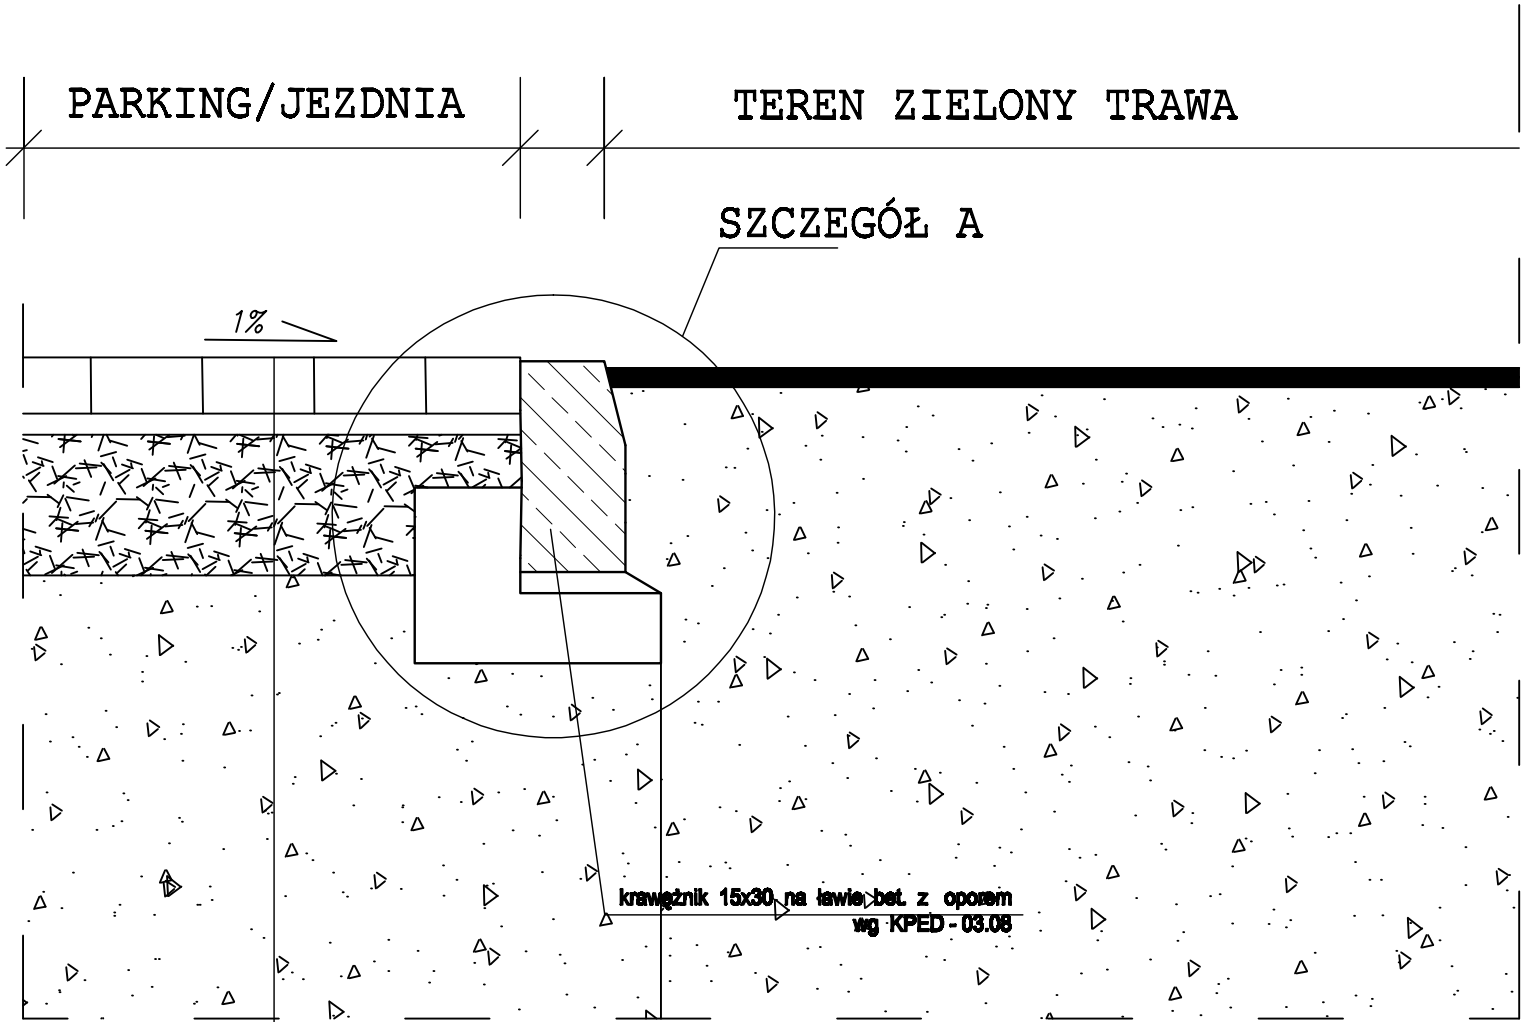 PARKING/JEZDNIA
TEREN ZIELONY TRAWA
SZCZEGÓŁ A
1%
krawężnik 15x30 na ławie bet. z oporem
wg KPED - 03.08